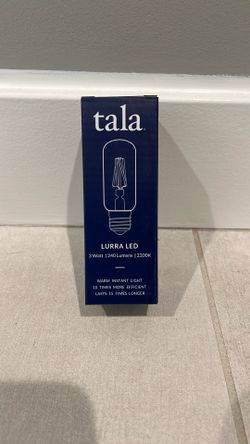 tala
LURRA LED
3 Watt | 240 Lumens | 2200K
WARM INSTANT LIGHT
10 TIMES MORE EFFICIENT
LASTS 15 TIMES LONGER